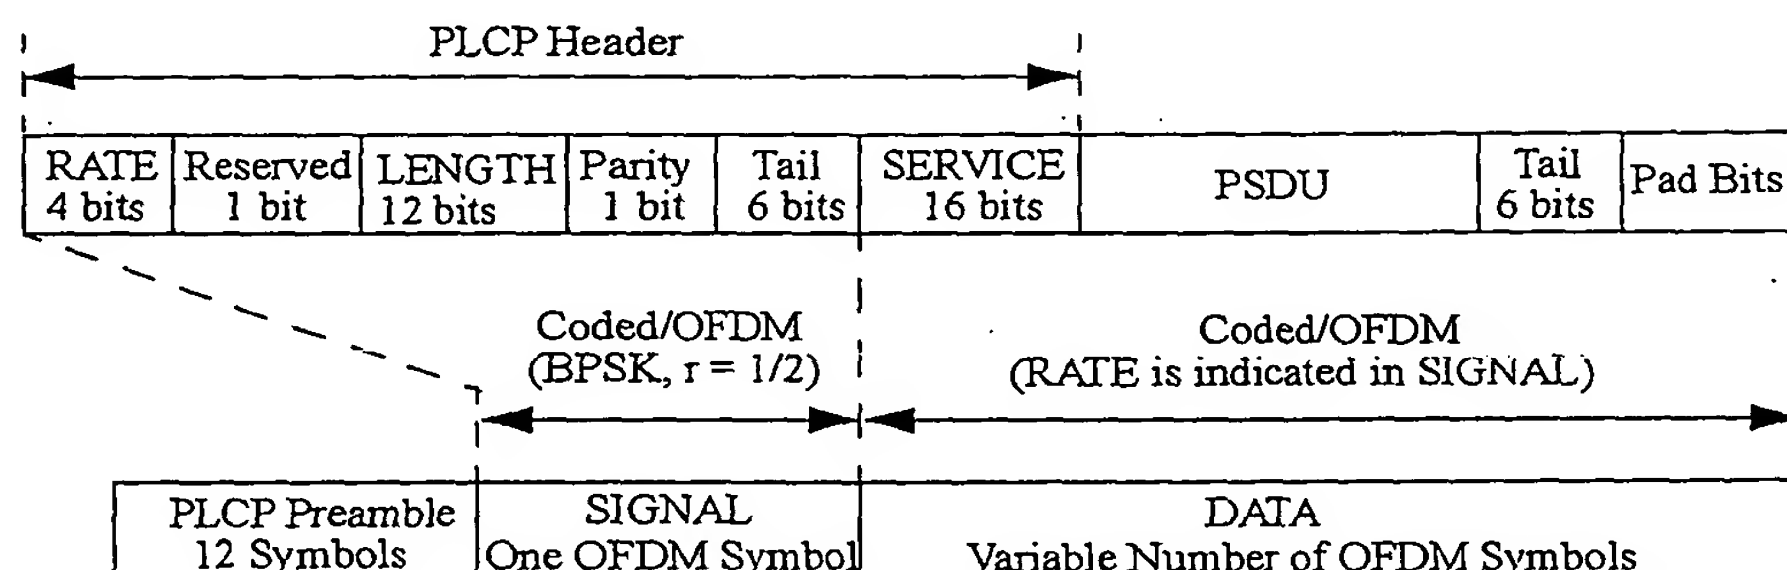 PLCP Header
RATE Reserved LENGTH Parity Tail SERVICE PSDU Tail Pad Bits
4 bits 1 bit 12 bits 1 bit 6 bits 16 bits 6 bits
Coded/OFDM Coded/OFDM
(BPSK, r = 1/2) (RATE is indicated in SIGNAL)
PLCP Preamble SIGNAL DATA
12 Symbols One OFDM Symbol Variable Number of OFDM Symbols